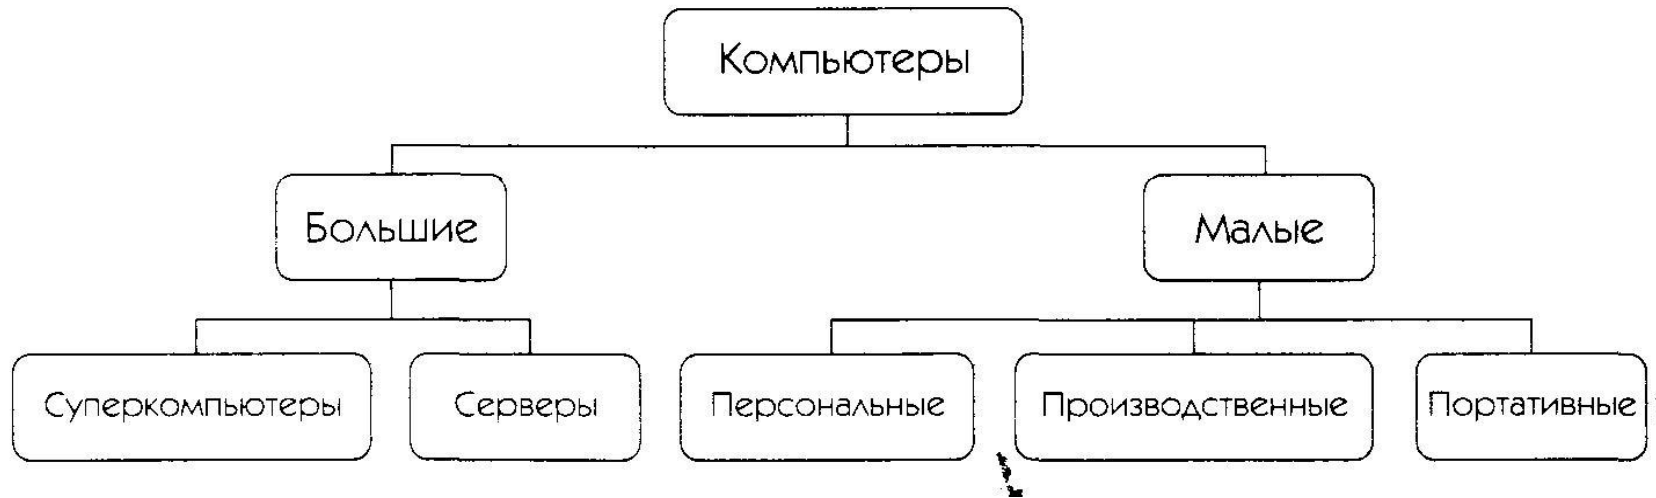 Компьютеры
Большие
Малые
Суперкомпьютеры
Серверы
Персональные
Производственные
Портативные